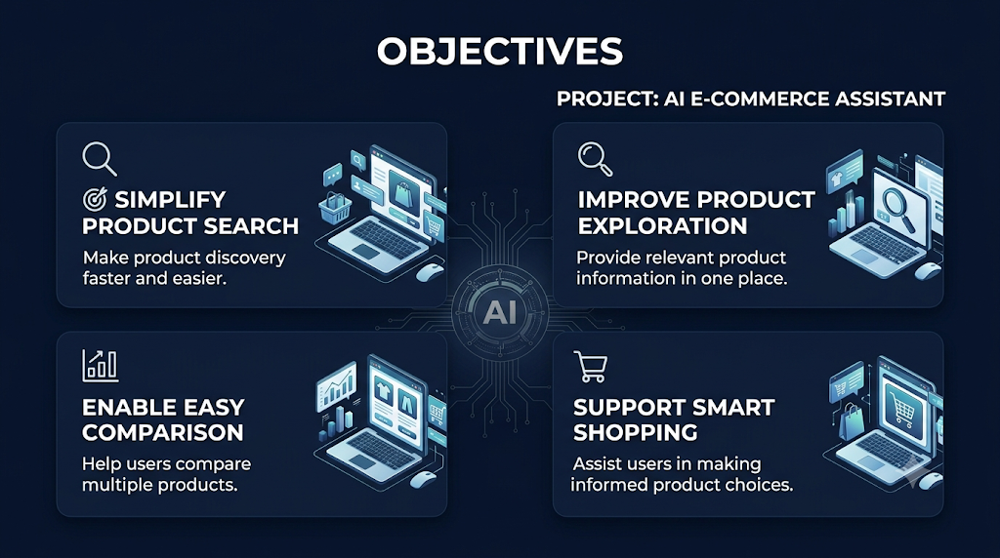 OBJECTIVES
PROJECT: AI E-COMMERCE ASSISTANT
SIMPLIFY
PRODUCT SEARCH
Make product discovery
faster and easier.
IMPROVE PRODUCT
EXPLORATION
Provide relevant product
information in one place.
AI
ENABLE EASY
COMPARISON
Help users compare
multiple products.
SUPPORT SMART
SHOPPING
Assist users in making
informed product choices.